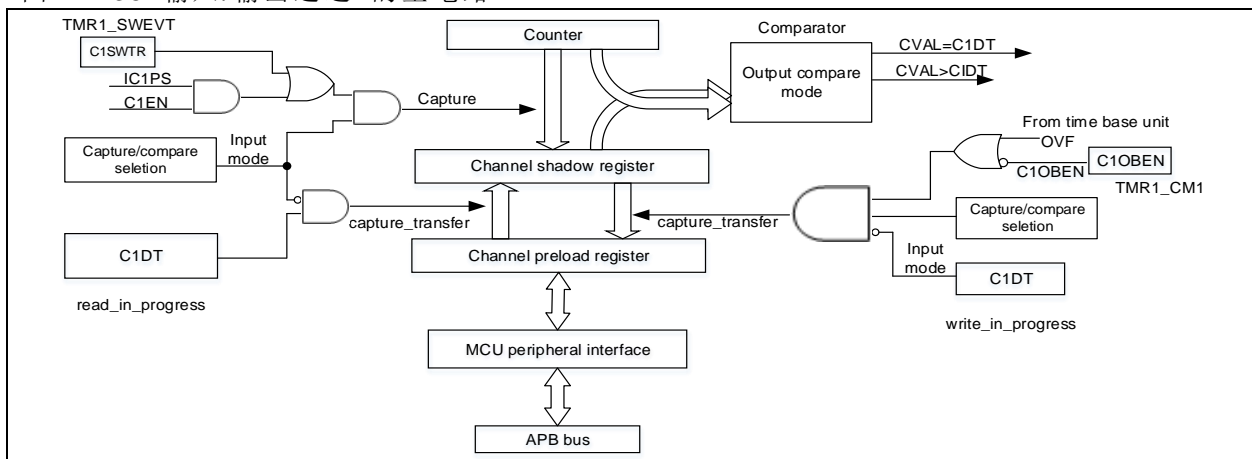 TMR1_SWEVT
C1SWTR
IC1PS
C1EN
Capture/compare
seletion
Input
mode
C1DT
read_in_progress
Capture
capture_transfer
Counter
Channel shadow register
Channel preload register
MCU peripheral interface
APB bus
Comparator
Output compare
mode
CVAL=C1DT
CVAL>CIDT
From time base unit
OVF
C1OBEN
C1OBEN
TMR1_CM1
capture_transfer
Capture/compare
seletion
Input
mode
C1DT
write_in_progress